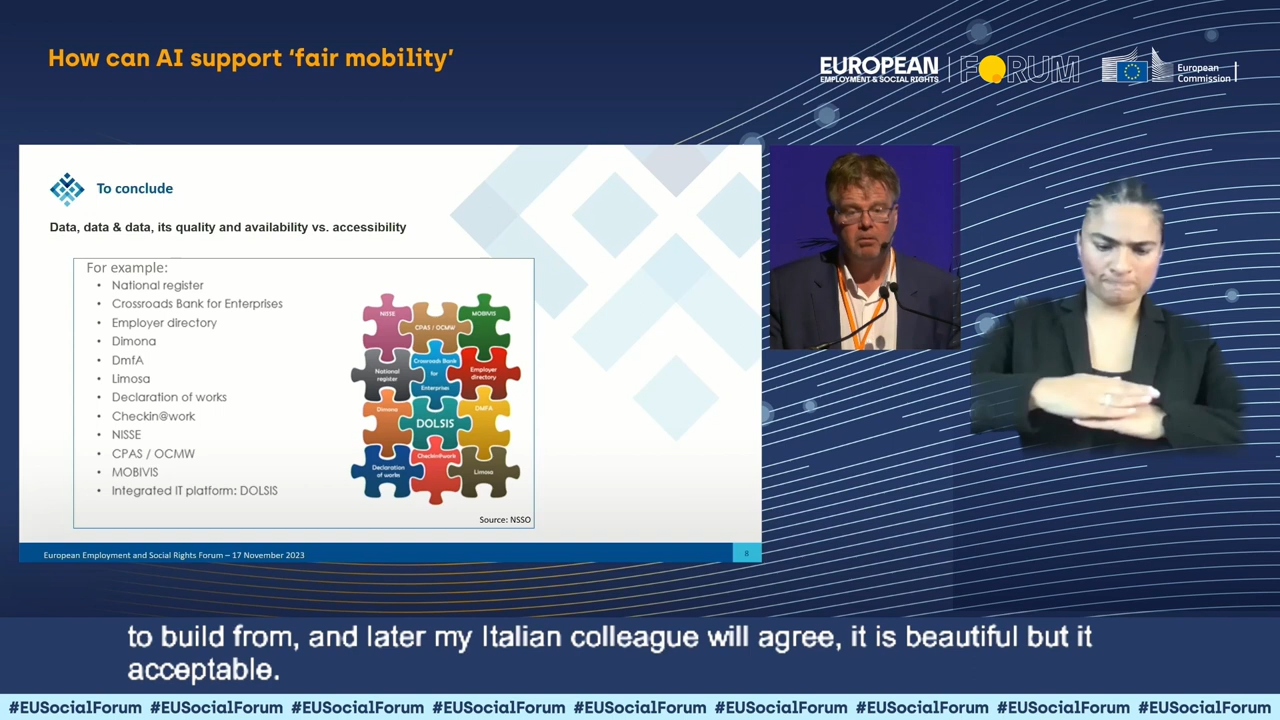 How can AI support ‘fair mobility’
EUROPEAN
EMPLOYMENT & SOCIAL RIGHTS
FORUM
European
Commission
To conclude
Data, data & data, its quality and availability vs. accessibility
For example:
• National register
• Crossroads Bank for Enterprises
• Employer directory
• Dimona
• DmfA
• Limosa
• Declaration of works
• Checkin@work
• NISSE
• CPAS / OCMW
• MOBIVIS
• Integrated IT platform: DOLSIS
NISSE
CPAS / OCMW
MOBIVIS
National
register
Crossroads Bank
for
Enterprises
Employer
directory
Dimona
DOLSIS
DMFA
Declaration
of works
Checkin@work
Limosa
Source: NSSO
European Employment and Social Rights Forum – 17 November 2023
8
to build from, and later my Italian colleague will agree, it is beautiful but it
acceptable.
#EUSocialForum #EUSocialForum #EUSocialForum #EUSocialForum #EUSocialForum #EUSocialForum #EUSocialForum #EUSocialForum #EUSocialForum